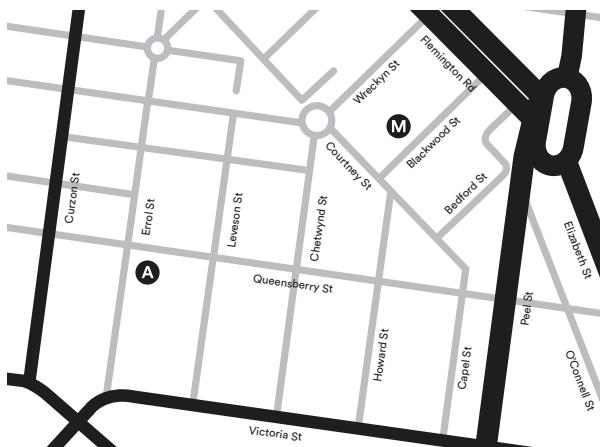 Flemington Rd
Wreckyn St
M
Blackwood St
Courtney St
Bedford St
Curzon St
Errol St
Leveson St
Chetwynd St
Elizabeth St
A
Queensberry St
Peel St
Howard St
Capel St
O'Connell St
Victoria St